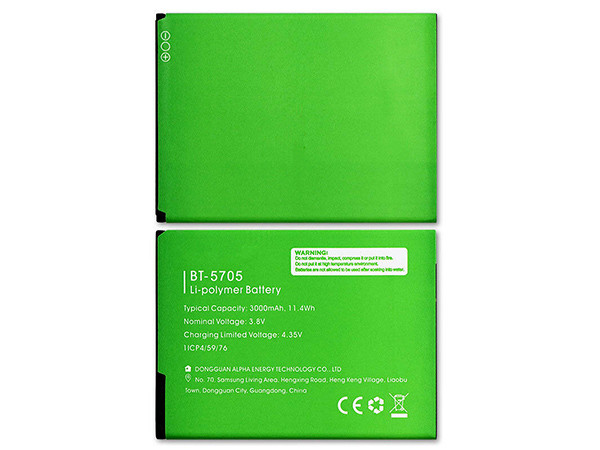 WARNING:
Do not dismantle, impact, compress it or put it into fire.
Do not put it at high temperature conditions.
Batteries are not allowed to be used after soaking into water.
BT-5705
Li-polymer Battery
Typical Capacity: 3000mAh, 11.4Wh
Nominal Voltage: 3.8V
Charging Limited Voltage: 4.35V
1ICP4/59/76
DONGGUAN ALPHA ENERGY TECHNOLOGY CO., LTD
No. 70, Samsung Living Area, Hengxing Road, Heng Keng Village, Liaobu
Town, Dongguan City, Guangdong, China
CE